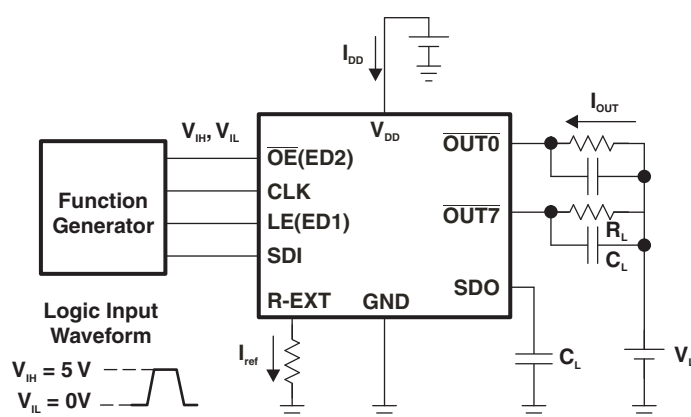 I_DD
I_OUT
V_IH, V_IL
V_DD
OUT0
OE(ED2)
CLK
LE(ED1)
SDI
OUT7
R_L
C_L
SDO
R-EXT
GND
Function
Generator
Logic Input
Waveform
V_IH = 5 V
V_IL = 0V
I_ref
C_L
V_L